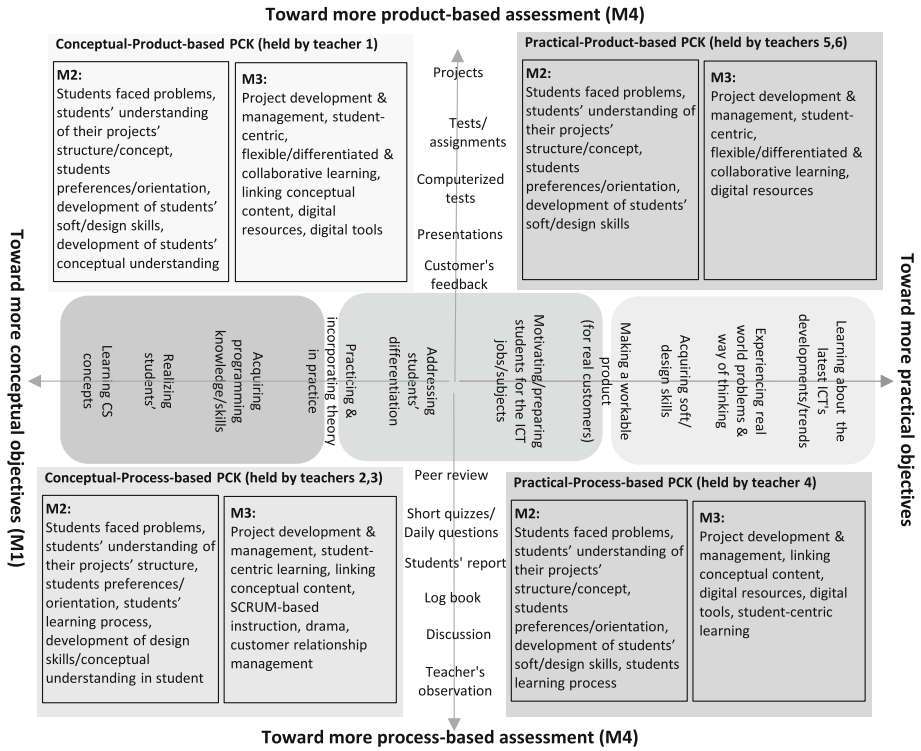 Toward more product-based assessment (M4)
Conceptual-Product-based PCK (held by teacher 1)
M2:
Students faced problems,
students’ understanding
of their projects’
structure/concept,
students
preferences/orientation,
development of students’
soft/design skills,
development of students’
conceptual understanding
M3:
Project development &
management, student-
centric,
flexible/differentiated &
collaborative learning,
linking conceptual
content, digital
resources, digital tools
Projects
Tests/
assignments
Computerized
tests
Presentations
Customer's
feedback
Practical-Product-based PCK (held by teachers 5,6)
M2:
Students faced problems,
students’ understanding of
their projects’
structure/concept,
students
preferences/orientation,
development of students’
soft/design skills
M3:
Project development &
management, student-
centric,
flexible/differentiated &
collaborative learning,
digital resources
Toward more conceptual objectives (M1)
Learning CS
concepts
Realizing
students’
Acquiring
programming
knowledge/skills
Practicing &
incorporating theory
in practice
Addressing
students’
differentiation
Motivating/preparing
students for the ICT
jobs/subjects
Making a workable
product
(for real customers)
Acquiring soft/
design skills
Experiencing real
world problems &
way of thinking
Learning about the
latest ICT's
developments/trends
Toward more practical objectives
Conceptual-Process-based PCK (held by teachers 2,3)
M2:
Students faced problems,
students’ understanding of
their projects’ structure,
students preferences/
orientation, students’
learning process,
development of design
skills/conceptual
understanding in student
M3:
Project development &
management, student-
centric learning, linking
conceptual content,
SCRUM-based
instruction, drama,
customer relationship
management
Peer review
Short quizzes/
Daily questions
Students' report
Log book
Discussion
Teacher's
observation
Practical-Process-based PCK (held by teacher 4)
M2:
Students faced problems,
students’ understanding of
their projects’
structure/concept,
students
preferences/orientation,
development of students’
soft/design skills, students
learning process
M3:
Project development &
management, linking
conceptual content,
digital resources, digital
tools, student-centric
learning
Toward more process-based assessment (M4)